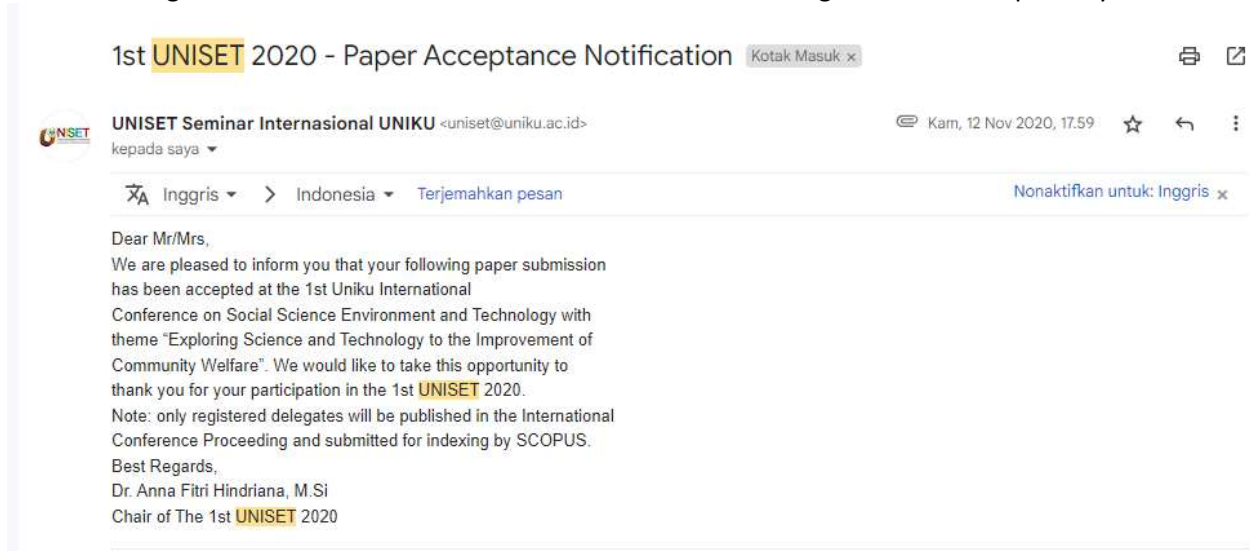 1st UNISET 2020 - Paper Acceptance Notification Kotak Masuk ×
UNISET
UNISET Seminar Internasional UNIKU <uniset@uniku.ac.id>
Kam, 12 Nov 2020, 17.59
kepada saya
Inggris > Indonesia Terjemahkan pesan
Nonaktifkan untuk: Inggris ×
Dear Mr/Mrs,
We are pleased to inform you that your following paper submission
has been accepted at the 1st Uniku International
Conference on Social Science Environment and Technology with
theme “Exploring Science and Technology to the Improvement of
Community Welfare”. We would like to take this opportunity to
thank you for your participation in the 1st UNISET 2020.
Note: only registered delegates will be published in the International
Conference Proceeding and submitted for indexing by SCOPUS.
Best Regards,
Dr. Anna Fitri Hindriana, M.Si
Chair of The 1st UNISET 2020